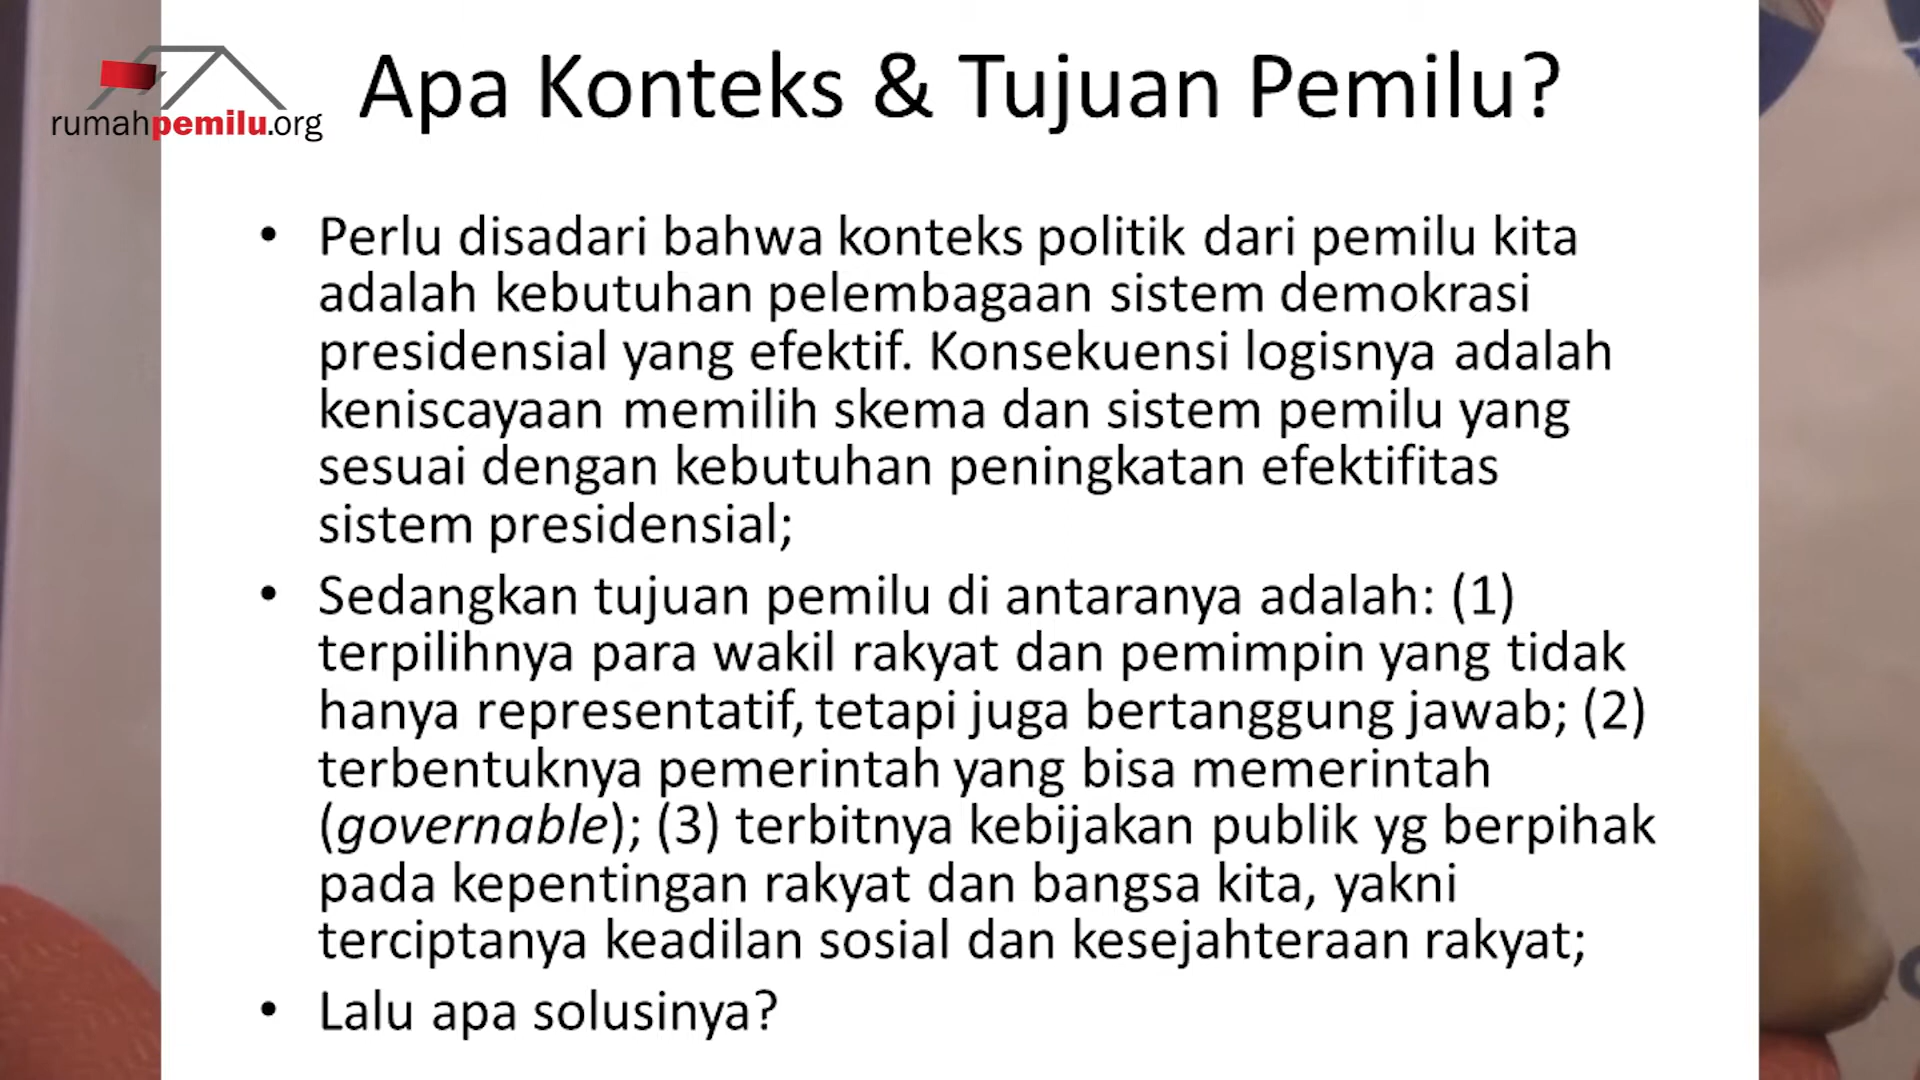 rumahpemilu.org
Apa Konteks & Tujuan Pemilu?
• Perlu disadari bahwa konteks politik dari pemilu kita
adalah kebutuhan pelembagaan sistem demokrasi
presidensial yang efektif. Konsekuensi logisnya adalah
keniscayaan memilih skema dan sistem pemilu yang
sesuai dengan kebutuhan peningkatan efektifitas
sistem presidensial;
• Sedangkan tujuan pemilu di antaranya adalah: (1)
terpilihnya para wakil rakyat dan pemimpin yang tidak
hanya representatif, tetapi juga bertanggung jawab; (2)
terbentuknya pemerintah yang bisa memerintah
(governable); (3) terbitnya kebijakan publik yg berpihak
pada kepentingan rakyat dan bangsa kita, yakni
terciptanya keadilan sosial dan kesejahteraan rakyat;
• Lalu apa solusinya?